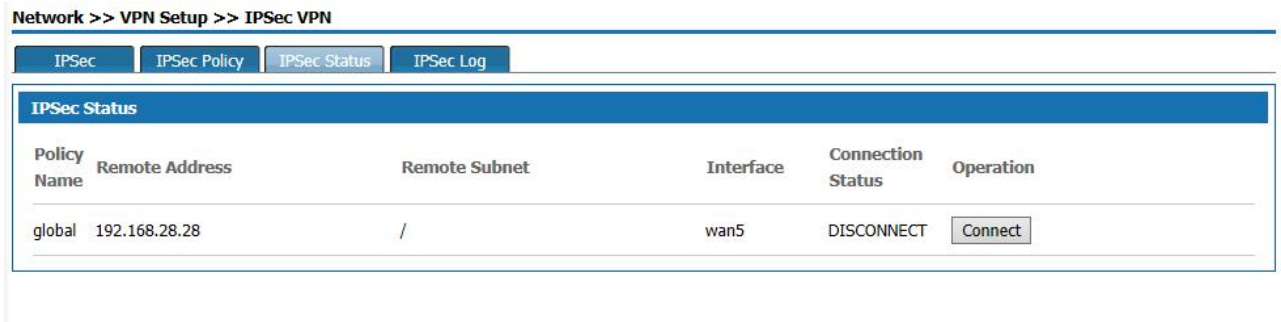 Network >> VPN Setup >> IPSec VPN
IPSec IPSec Policy IPSec Status IPSec Log
IPSec Status
Policy Name Remote Address Remote Subnet Interface Connection Status Operation
global 192.168.28.28 / wan5 DISCONNECT Connect